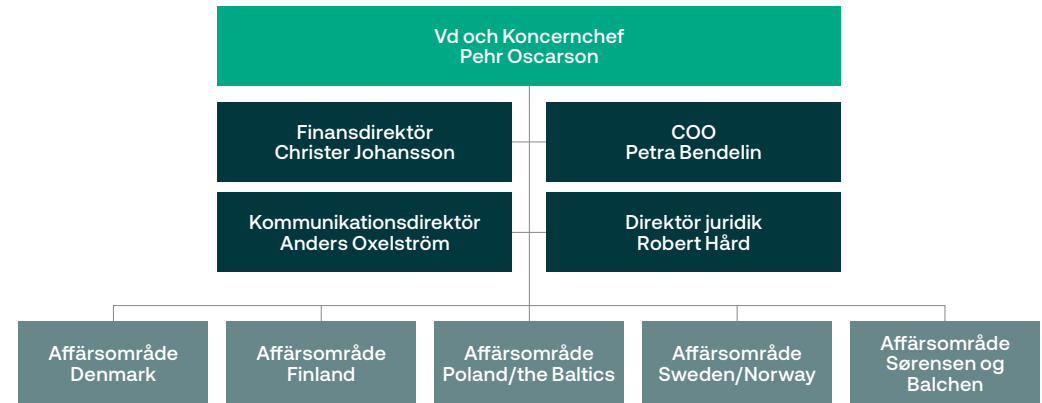 Vd och Koncernchef
Pehr Oscarson
Finansdirektör
Christer Johansson
COO
Petra Bendelin
Kommunikationsdirektör
Anders Oxelström
Direktör juridik
Robert Hård
Affärsområde
Denmark
Affärsområde
Finland
Affärsområde
Poland/the Baltics
Affärsområde
Sweden/Norway
Affärsområde
Sørensen og
Balchen